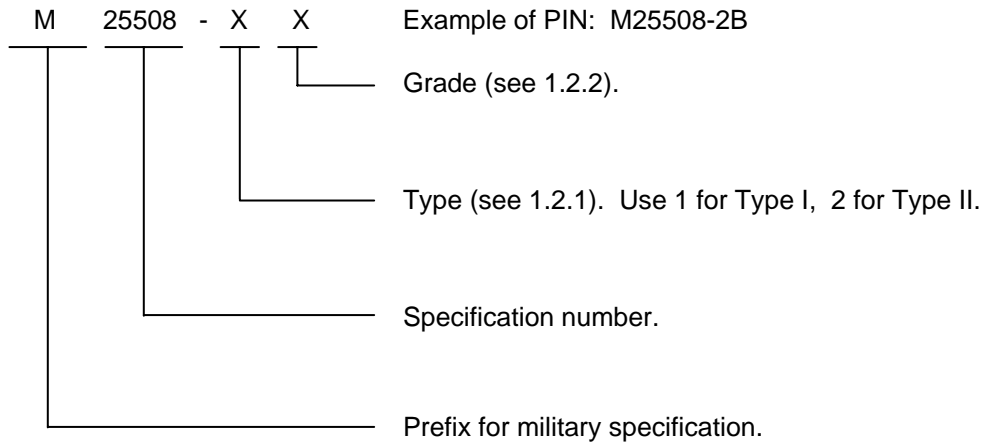 M 25508 - X X Example of PIN: M25508-2B
Grade (see 1.2.2).
Type (see 1.2.1). Use 1 for Type I, 2 for Type II.
Specification number.
Prefix for military specification.